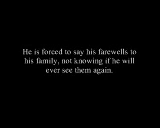 He is forced to say his farewells to
his family, not knowing if he will
ever see them again.